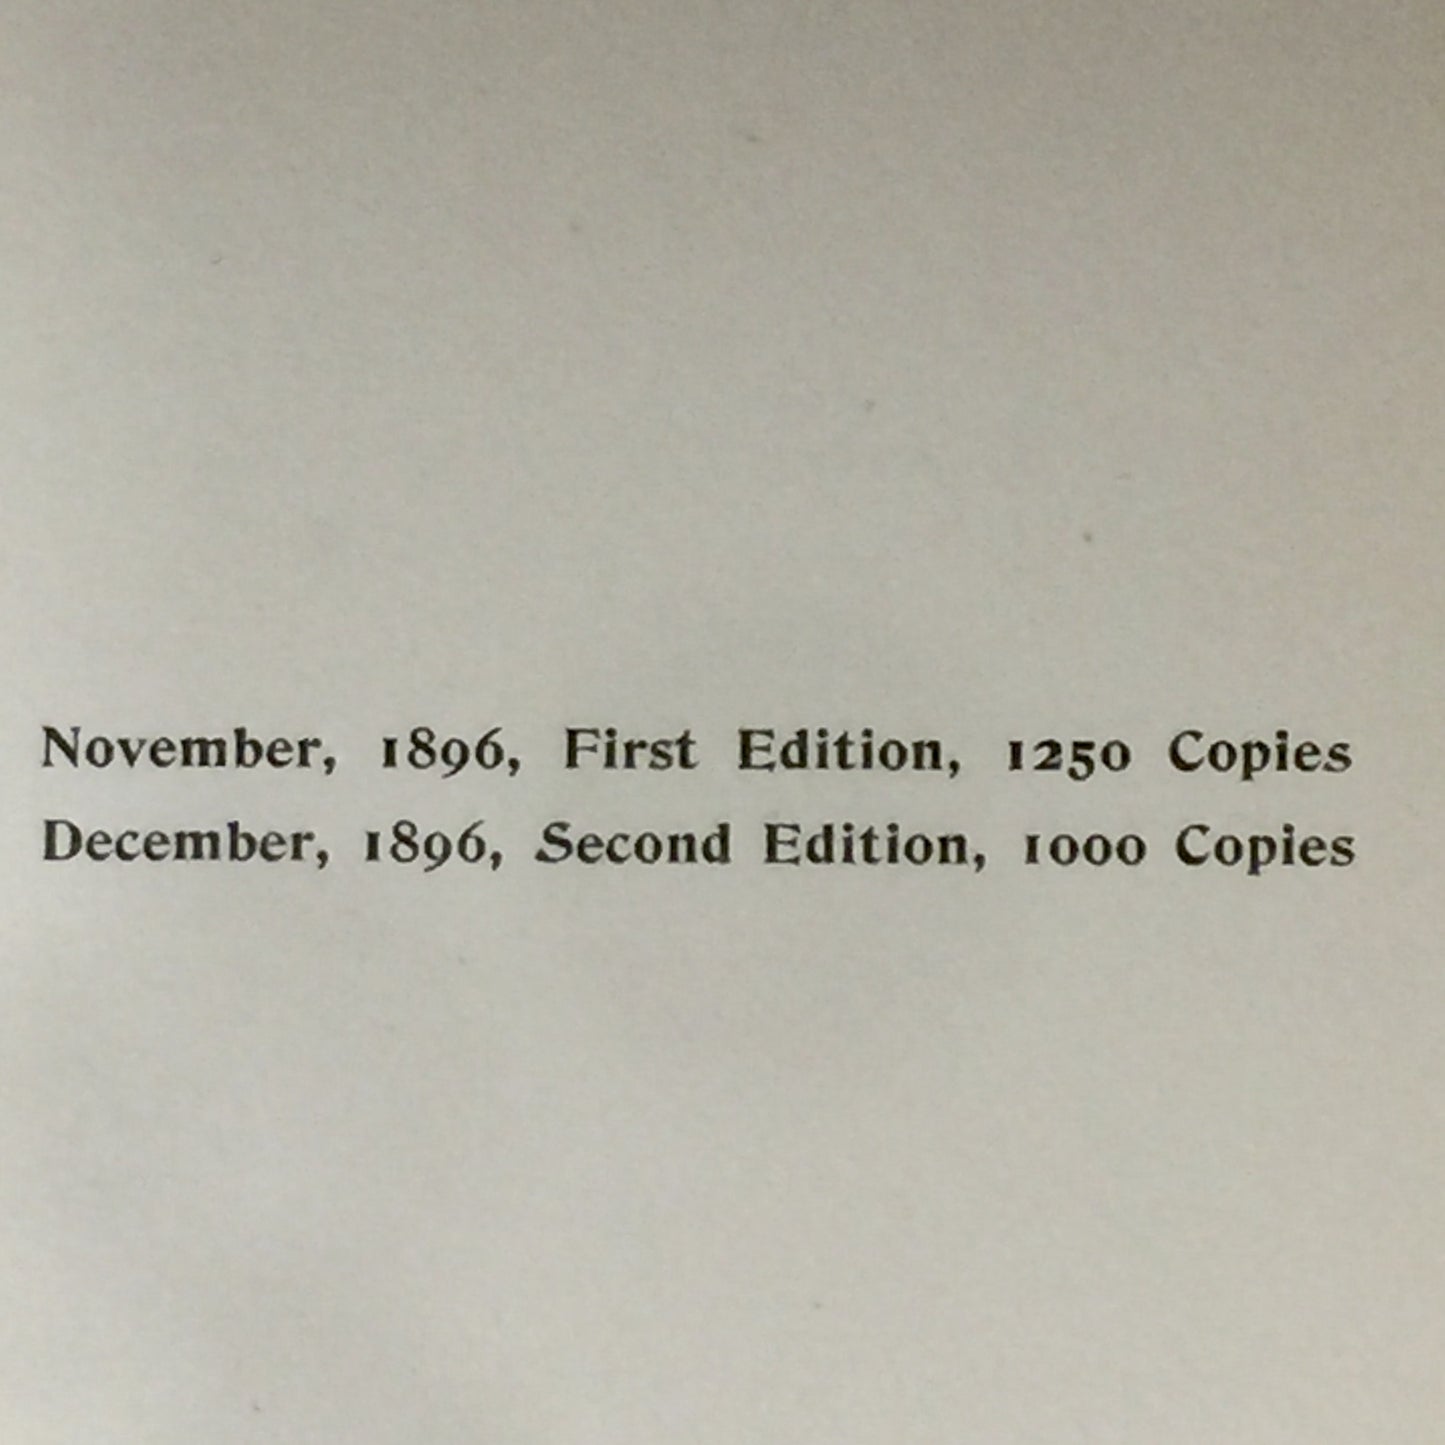 November, 1896, First Edition, 1250 Copies
December, 1896, Second Edition, 1000 Copies